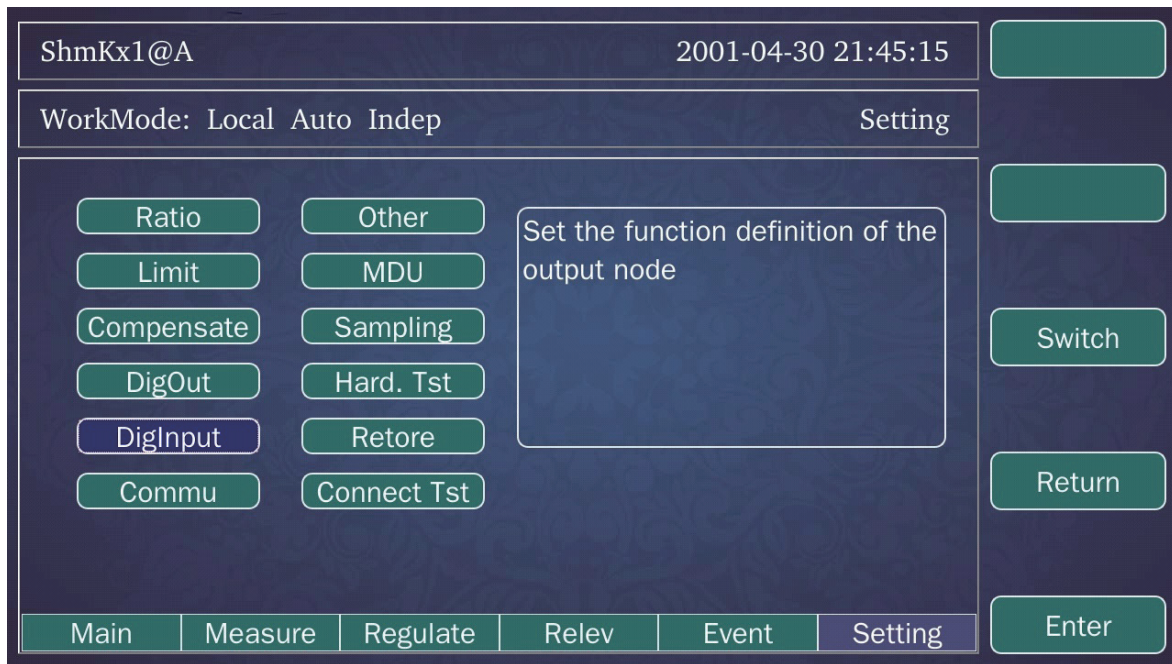 ShmKx1@A 2001-04-30 21:45:15
WorkMode: Local Auto Indep Setting
Ratio Other
Limit MDU
Compensate Sampling
DigOut Hard. Tst
DigInput Retore
Commu Connect Tst
Set the function definition of the
output node
Switch
Return
Enter
Main Measure Regulate Relev Event Setting